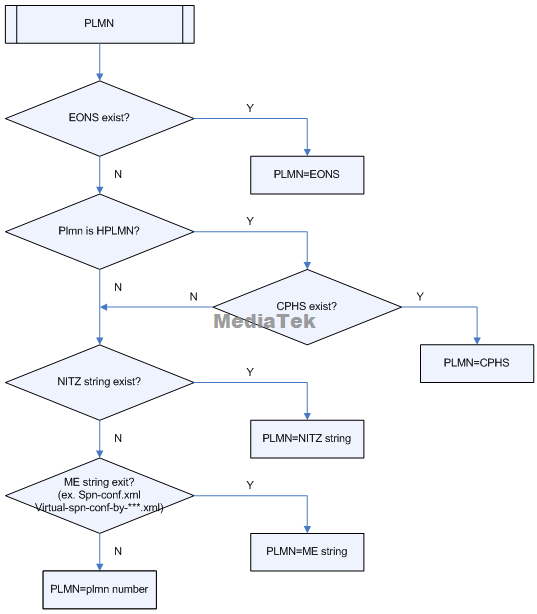 PLMN
EONS exist?
Y
N
PLMN=EONS
Plmn is HPLMN?
Y
N
CPHS exist?
N
Y
MediaTek
PLMN=CPHS
NITZ string exist?
Y
N
PLMN=NITZ string
ME string exit?
(ex. Spn-conf.xml
Virtual-spn-conf-by-***.xml)
Y
N
PLMN=ME string
PLMN=plmn number